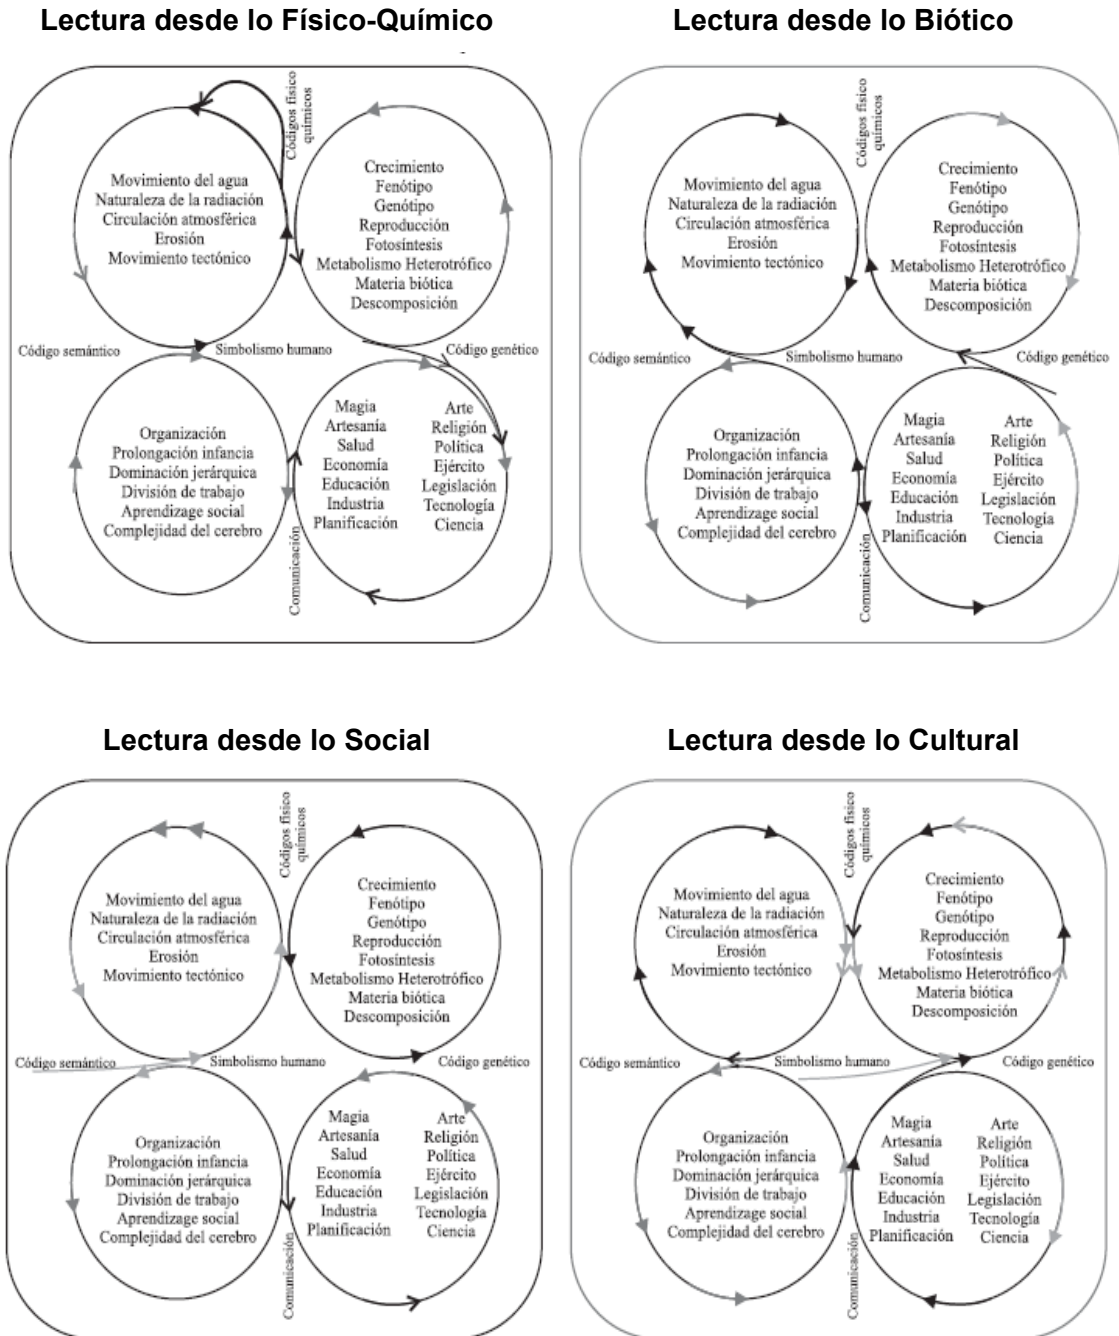 Lectura desde lo Físico-Químico
Códigos físico
químicos
Movimiento del agua
Naturaleza de la radiación
Circulación atmosférica
Erosión
Movimiento tectónico
Crecimiento
Fenótipo
Genótipo
Reproducción
Fotosíntesis
Metabolismo Heterotrófico
Materia biótica
Descomposición
Código semántico
Simbolismo humano
Código genético
Organización
Prolongación infancia
Dominación jerárquica
División de trabajo
Aprendizage social
Complejidad del cerebro
Comunicación
Magia
Artesanía
Salud
Economía
Educación
Industria
Planificación
Arte
Religión
Política
Ejército
Legislación
Tecnología
Ciencia
Lectura desde lo Biótico
Códigos físico
químicos
Movimiento del agua
Naturaleza de la radiación
Circulación atmosférica
Erosión
Movimiento tectónico
Crecimiento
Fenótipo
Genótipo
Reproducción
Fotosíntesis
Metabolismo Heterotrófico
Materia biótica
Descomposición
Código semántico
Simbolismo humano
Código genético
Organización
Prolongación infancia
Dominación jerárquica
División de trabajo
Aprendizage social
Complejidad del cerebro
Comunicación
Magia
Artesanía
Salud
Economía
Educación
Industria
Planificación
Arte
Religión
Política
Ejército
Legislación
Tecnología
Ciencia
Lectura desde lo Social
Códigos físico
químicos
Movimiento del agua
Naturaleza de la radiación
Circulación atmosférica
Erosión
Movimiento tectónico
Crecimiento
Fenótipo
Genótipo
Reproducción
Fotosíntesis
Metabolismo Heterotrófico
Materia biótica
Descomposición
Código semántico
Simbolismo humano
Código genético
Organización
Prolongación infancia
Dominación jerárquica
División de trabajo
Aprendizage social
Complejidad del cerebro
Comunicación
Magia
Artesanía
Salud
Economía
Educación
Industria
Planificación
Arte
Religión
Política
Ejército
Legislación
Tecnología
Ciencia
Lectura desde lo Cultural
Códigos físico
químicos
Movimiento del agua
Naturaleza de la radiación
Circulación atmosférica
Erosión
Movimiento tectónico
Crecimiento
Fenótipo
Genótipo
Reproducción
Fotosíntesis
Metabolismo Heterotrófico
Materia biótica
Descomposición
Código semántico
Simbolismo humano
Código genético
Organización
Prolongación infancia
Dominación jerárquica
División de trabajo
Aprendizage social
Complejidad del cerebro
Comunicación
Magia
Artesanía
Salud
Economía
Educación
Industria
Planificación
Arte
Religión
Política
Ejército
Legislación
Tecnología
Ciencia